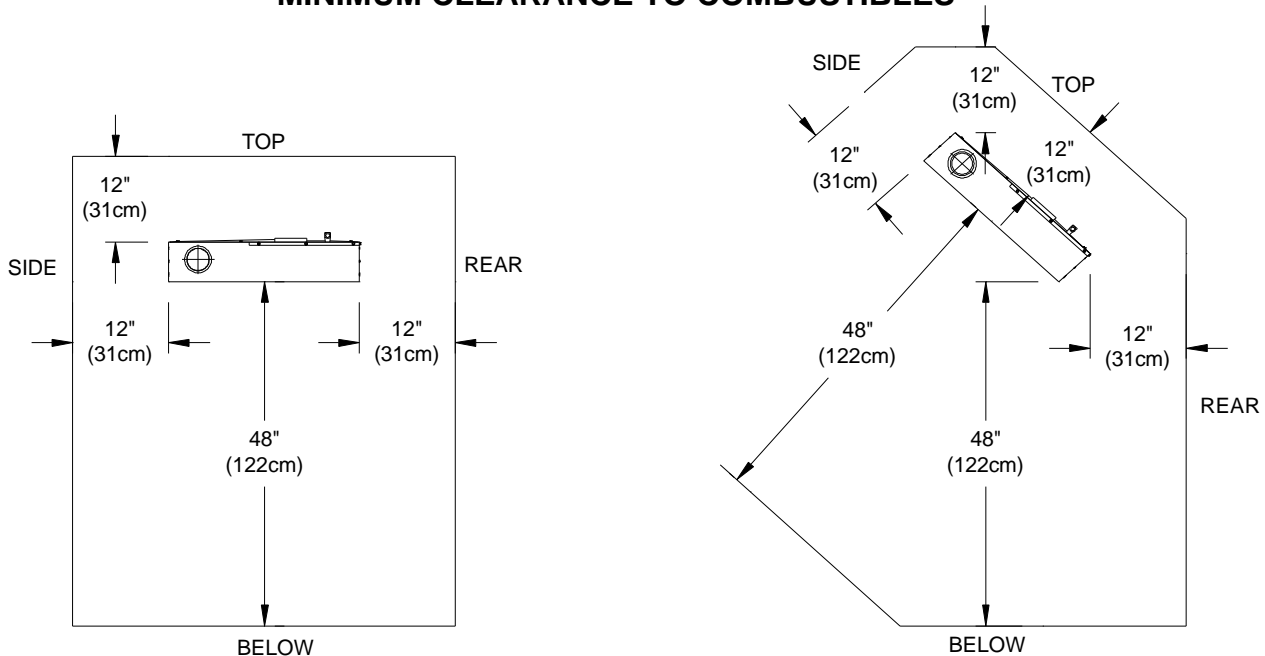 MINIMUM CLEARANCE TO COMBUSTIBLES
TOP
12"
(31cm)
SIDE
REAR
12"
(31cm)
12"
(31cm)
48"
(122cm)
BELOW
SIDE
12"
(31cm)
TOP
12"
(31cm)
12"
(31cm)
48"
(122cm)
12"
(31cm)
REAR
48"
(122cm)
BELOW